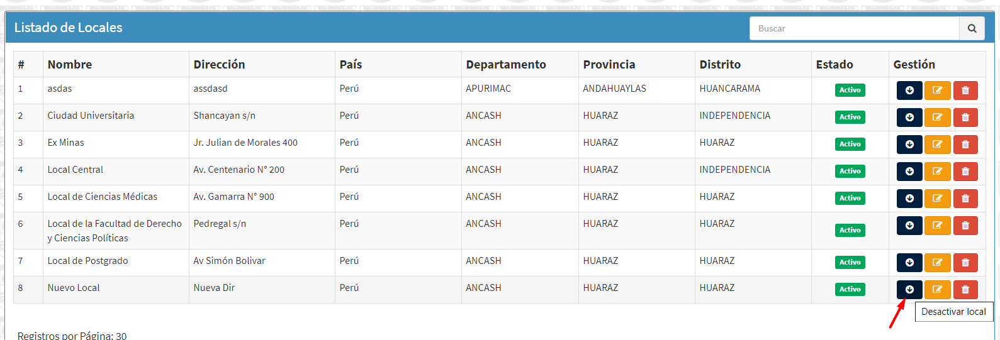 Listado de Locales
Buscar
# Nombre Dirección País Departamento Provincia Distrito Estado Gestión
1 asdas assdasd Perú APURIMAC ANDAHUAYLAS HUANCARAMA Activo
2 Ciudad Universitaria Shancayan s/n Perú ANCASH HUARAZ INDEPENDENCIA Activo
3 Ex Minas Jr. Julian de Morales 400 Perú ANCASH HUARAZ HUARAZ Activo
4 Local Central Av. Centenario N° 200 Perú ANCASH HUARAZ INDEPENDENCIA Activo
5 Local de Ciencias Médicas Av. Gamarra N° 900 Perú ANCASH HUARAZ HUARAZ Activo
6 Local de la Facultad de Derecho Pedregal s/n Perú ANCASH HUARAZ HUARAZ Activo
y Ciencias Políticas
7 Local de Postgrado Av Simón Bolivar Perú ANCASH HUARAZ HUARAZ Activo
8 Nuevo Local Nueva Dir Perú ANCASH HUARAZ HUARAZ Activo
Desactivar local
Registros por Página: 30